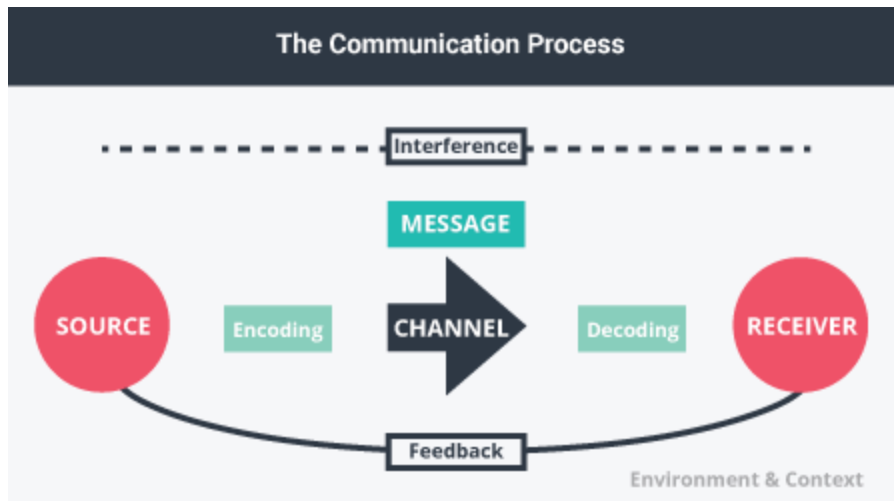 The Communication Process
Interference
MESSAGE
SOURCE
Encoding
CHANNEL
Decoding
RECEIVER
Feedback
Environment & Context